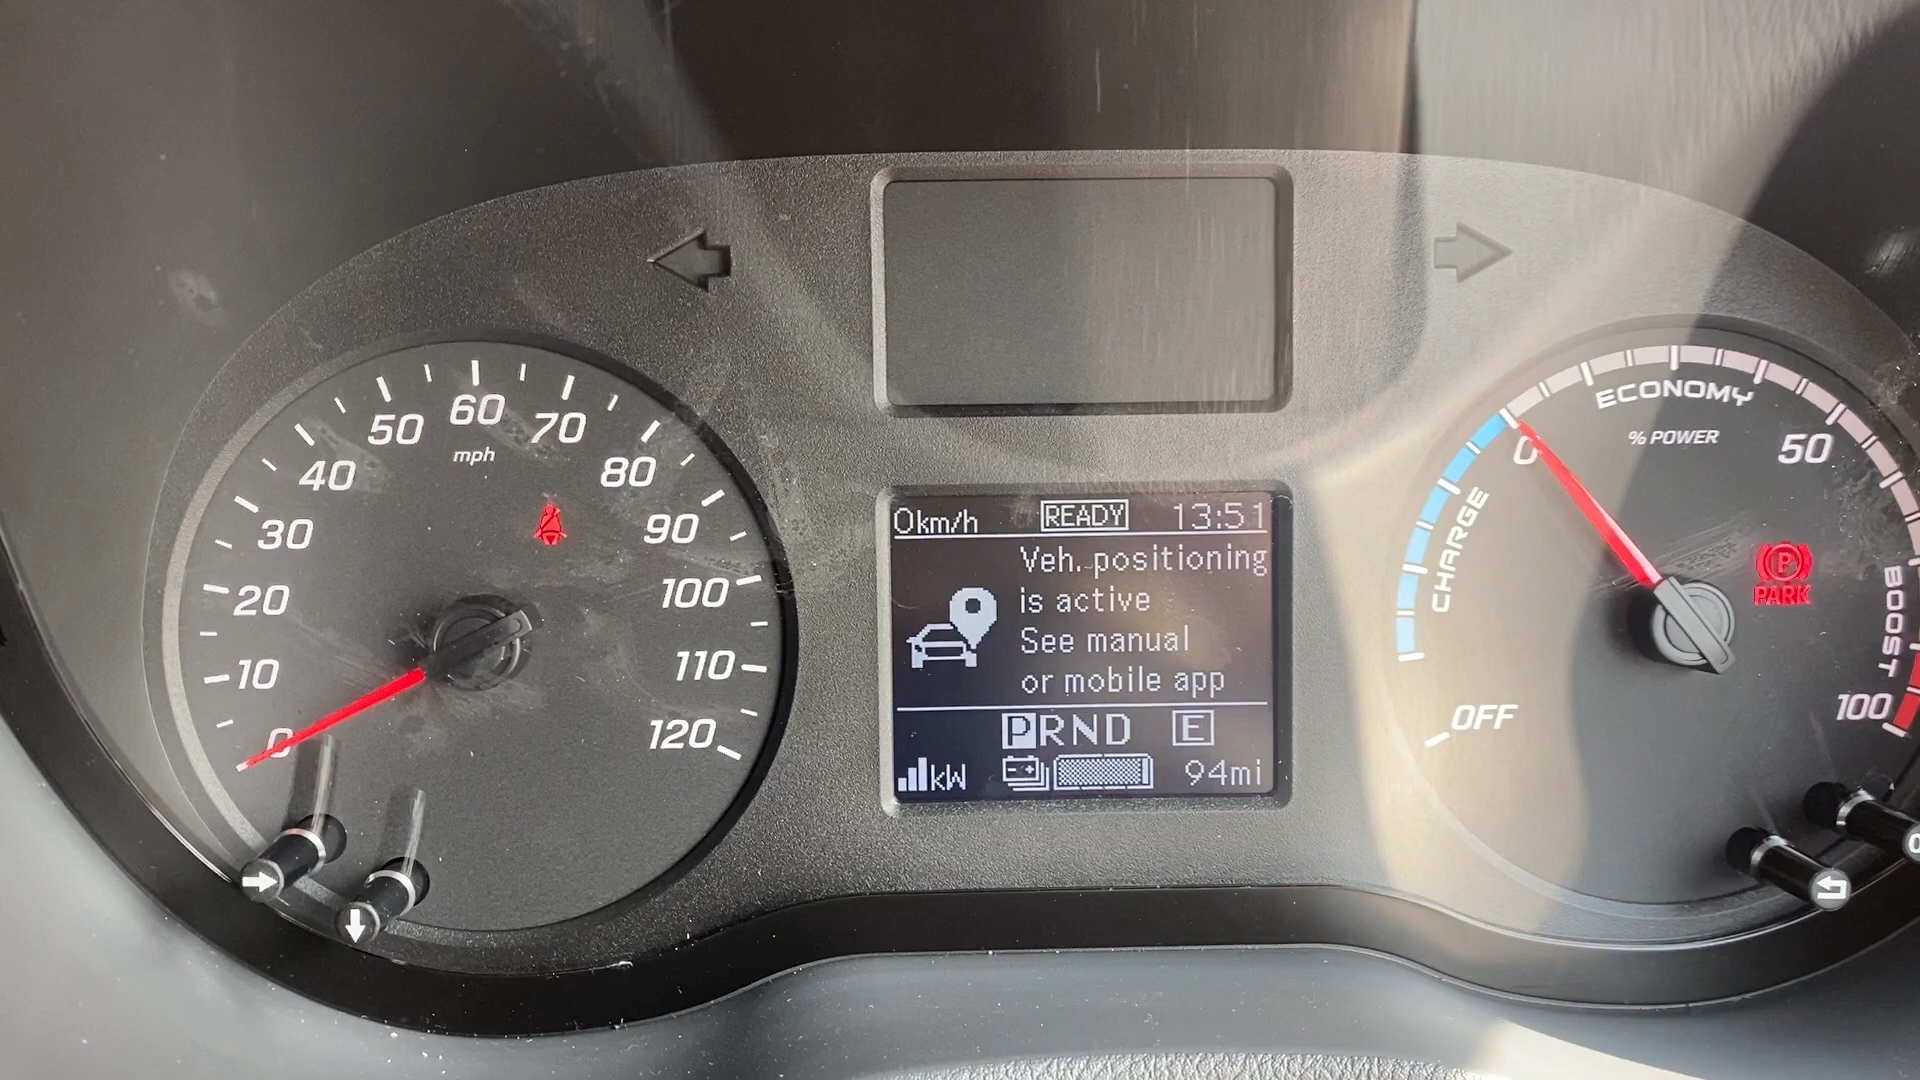 10
20
30
40
50
60
70
80
90
100
110
120
0
mph
0km/h READY 13:51
Veh. positioning
is active
See manual
or mobile app
PRND E
kW 94mi
ECONOMY
% POWER
0
50
100
CHARGE
BOOST
OFF
P
PARK